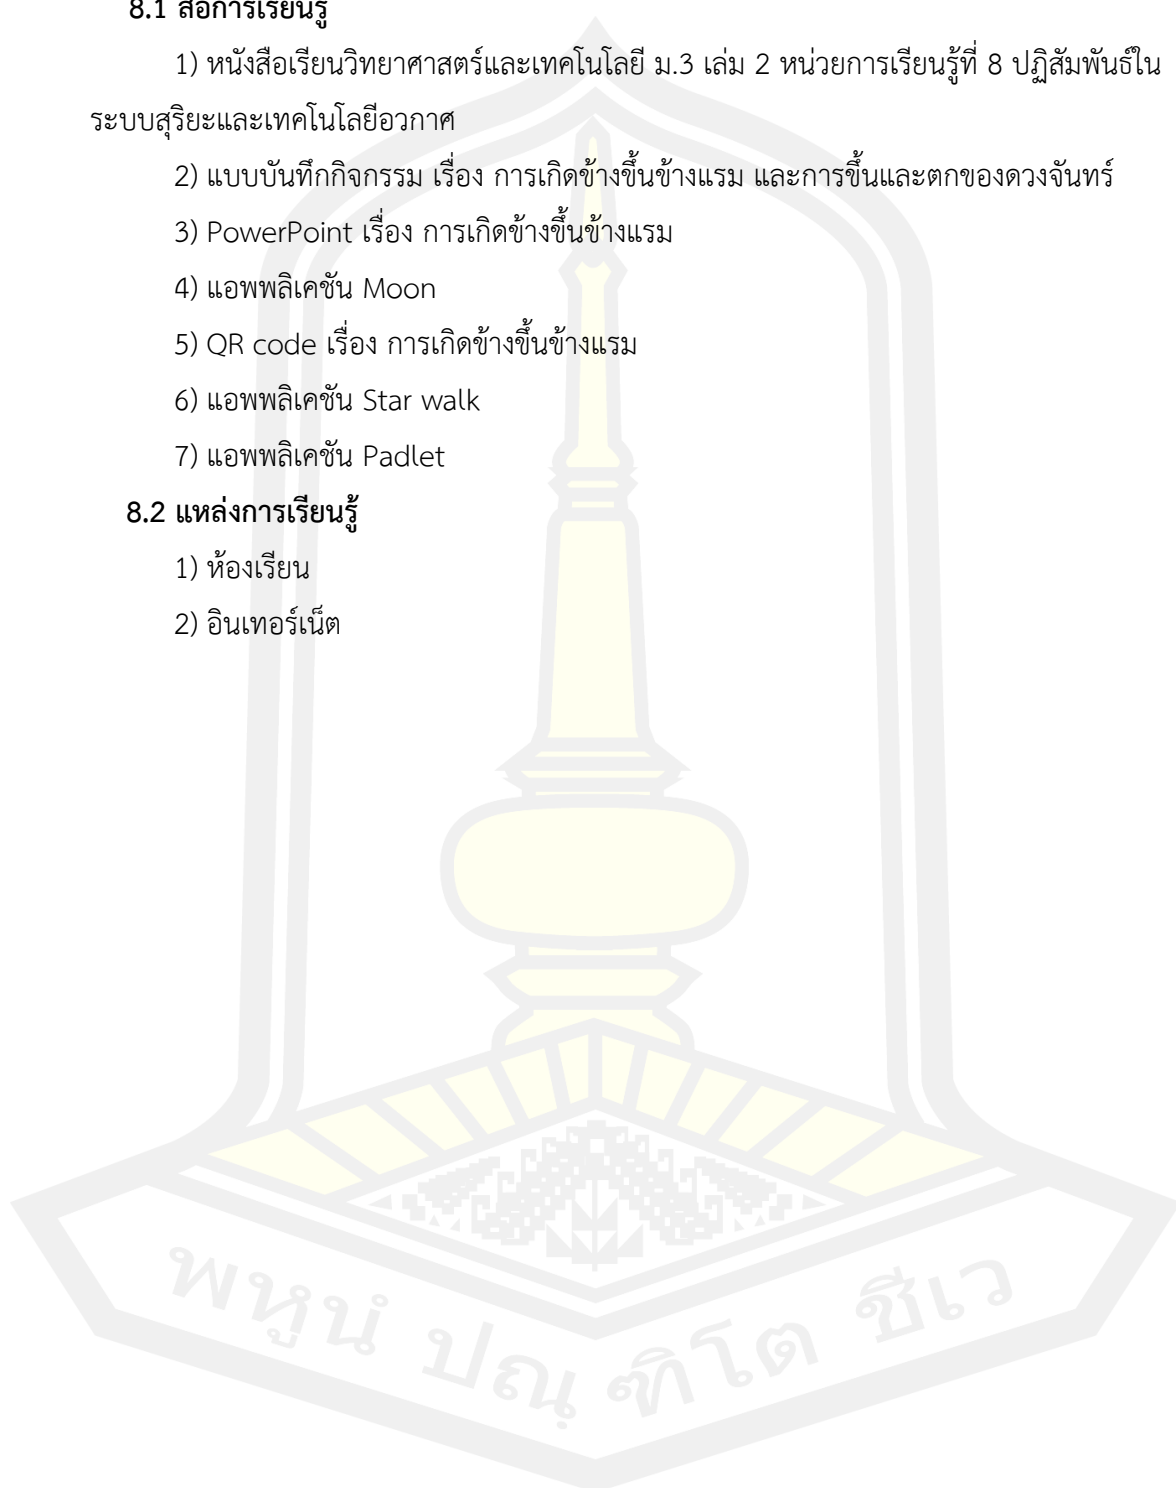 8.1 สื่อการเรียนรู้
1) หนังสือเรียนวิทยาศาสตร์และเทคโนโลยี ม.3 เล่ม 2 หน่วยการเรียนรู้ที่ 8 ปฏิสัมพันธ์ใน
ระบบสุริยะและเทคโนโลยีอวกาศ
2) แบบบันทึกกิจกรรม เรื่อง การเกิดข้างขึ้นข้างแรม และการขึ้นและตกของดวงจันทร์
3) PowerPoint เรื่อง การเกิดข้างขึ้นข้างแรม
4) แอพพลิเคชัน Moon
5) QR code เรื่อง การเกิดข้างขึ้นข้างแรม
6) แอพพลิเคชัน Star walk
7) แอพพลิเคชัน Padlet
8.2 แหล่งการเรียนรู้
1) ห้องเรียน
2) อินเทอร์เน็ต
พหูนํ ปณฺฑิโต ชีเว